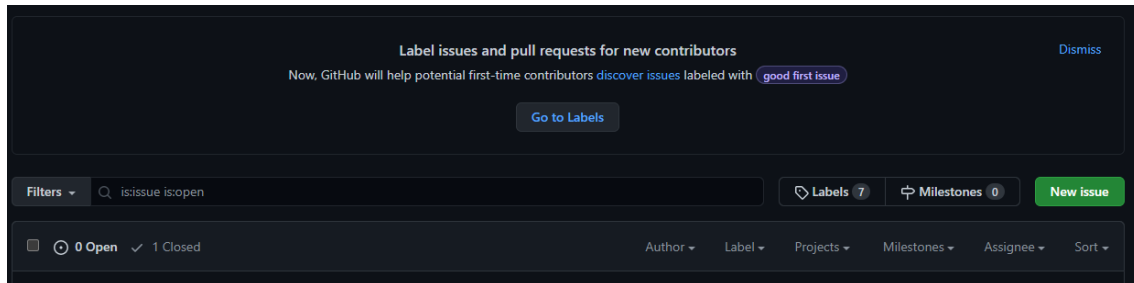 Label issues and pull requests for new contributors
Dismiss
Now, GitHub will help potential first-time contributors discover issues labeled with good first issue
Go to Labels
Filters is:issue is:open Labels 7 Milestones 0 New issue
0 Open 1 Closed Author Label Projects Milestones Assignee Sort